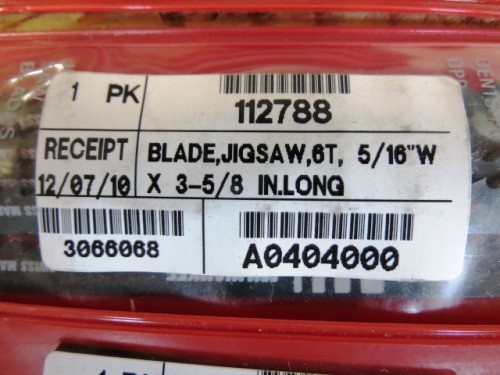 1 PK
112788
RECEIPT
12/07/10
BLADE,JIGSAW,6T, 5/16"W
X 3-5/8 IN.LONG
3066068
A0404000